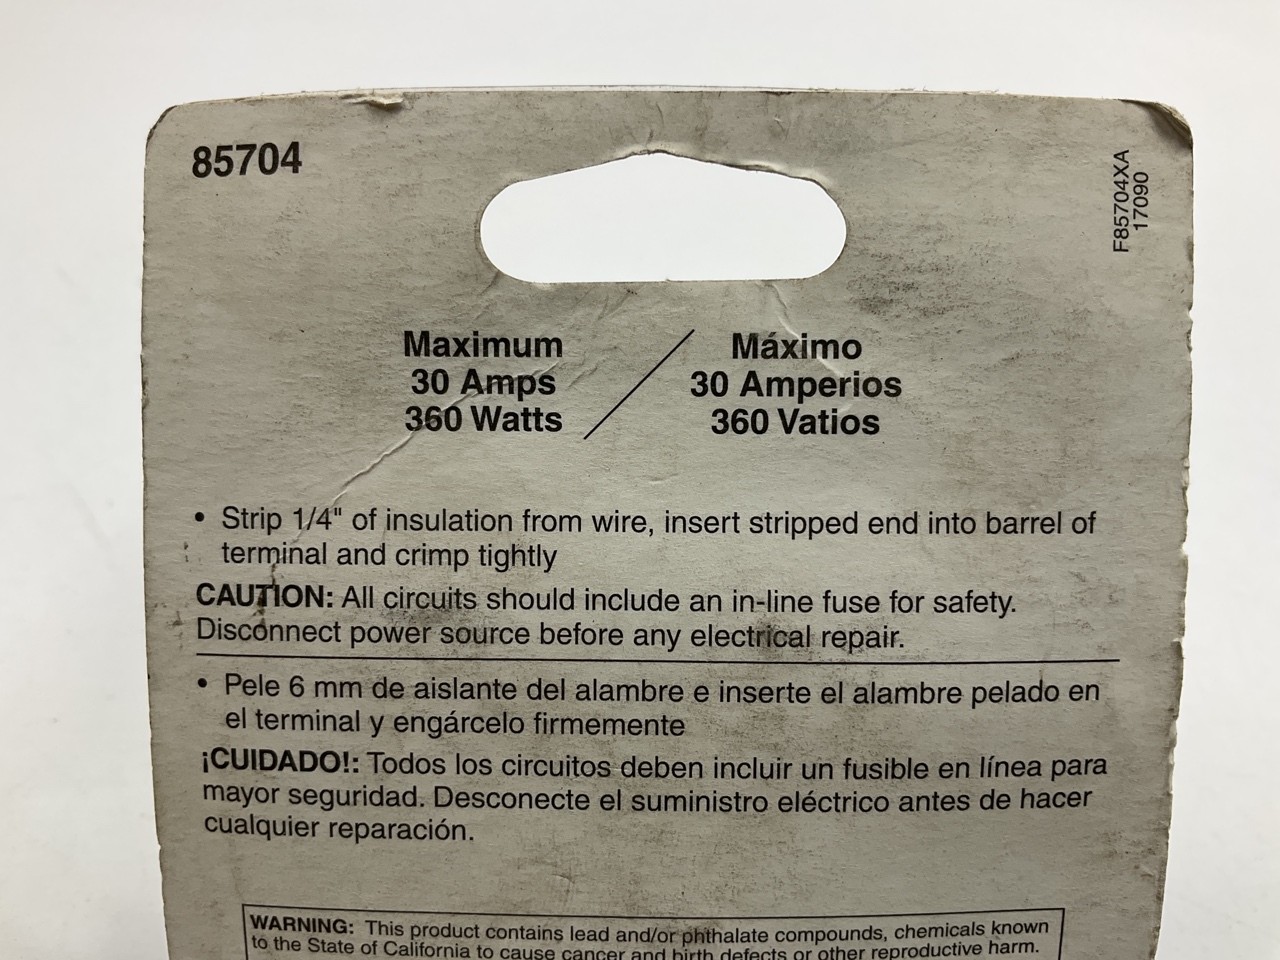 85704
F85704XA
17090
Maximum
30 Amps
360 Watts
Máximo
30 Amperios
360 Vatios
• Strip 1/4" of insulation from wire, insert stripped end into barrel of
terminal and crimp tightly
CAUTION: All circuits should include an in-line fuse for safety.
Disconnect power source before any electrical repair.
• Pele 6 mm de aislante del alambre e inserte el alambre pelado en
el terminal y engárcelo firmemente
¡CUIDADO!: Todos los circuitos deben incluir un fusible en línea para
mayor seguridad. Desconecte el suministro eléctrico antes de hacer
cualquier reparación.
WARNING: This product contains lead and/or phthalate compounds, chemicals known
to the State of California to cause cancer and birth defects or other reproductive harm.